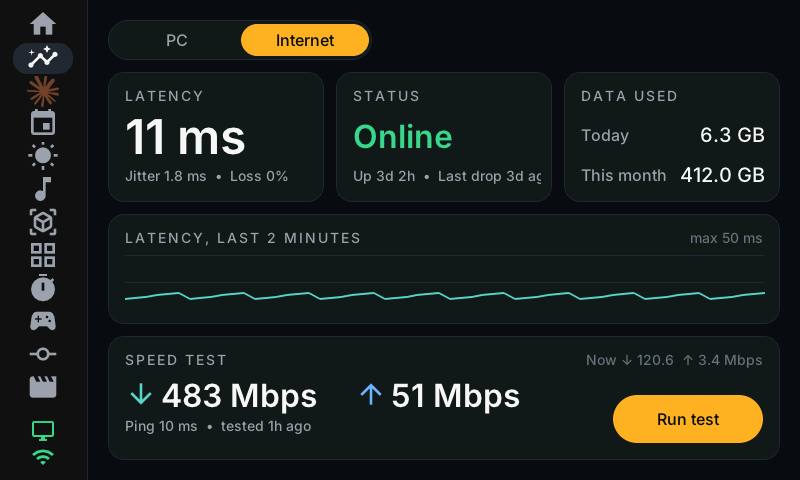 PC
Internet
LATENCY
11 ms
Jitter 1.8 ms • Loss 0%
STATUS
Online
Up 3d 2h • Last drop 3d ag
DATA USED
Today 6.3 GB
This month 412.0 GB
LATENCY, LAST 2 MINUTES
max 50 ms
SPEED TEST
Now ↓ 120.6 ↑ 3.4 Mbps
↓ 483 Mbps
↑ 51 Mbps
Ping 10 ms • tested 1h ago
Run test